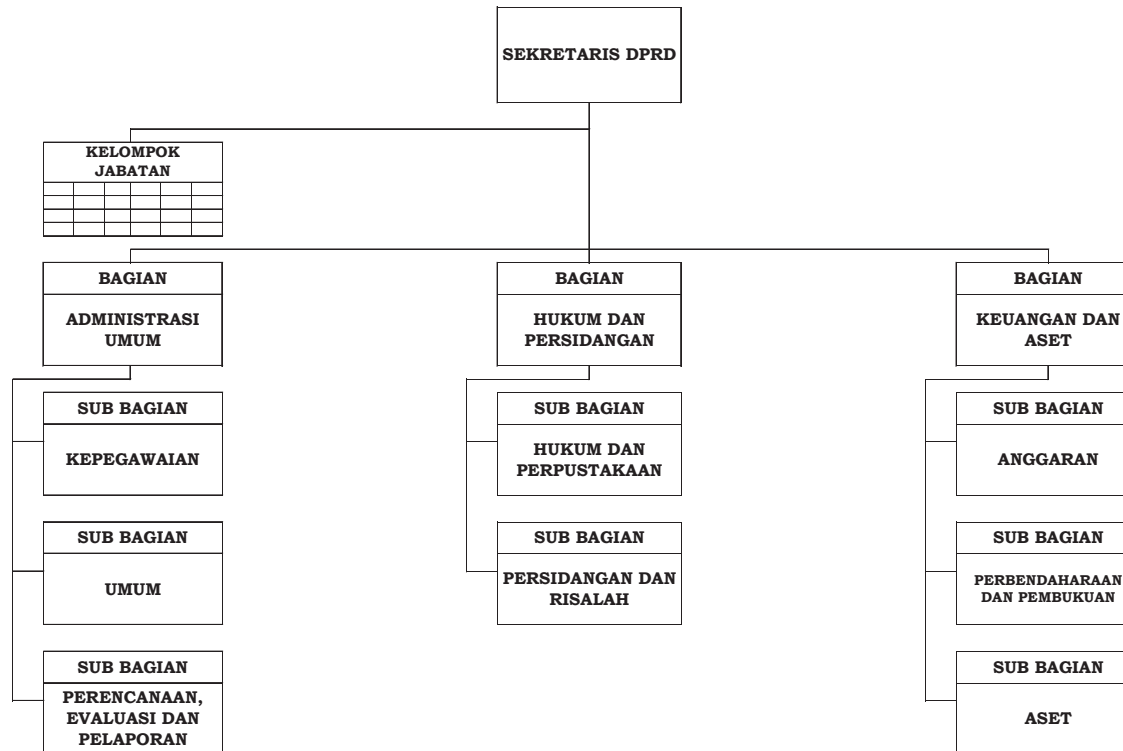 SEKRETARIS DPRD
KELOMPOK
JABATAN
BAGIAN
ADMINISTRASI
UMUM
SUB BAGIAN
KEPEGAWAIAN
SUB BAGIAN
UMUM
SUB BAGIAN
PERENCANAAN,
EVALUASI DAN
PELAPORAN
BAGIAN
HUKUM DAN
PERSIDANGAN
SUB BAGIAN
HUKUM DAN
PERPUSTAKAAN
SUB BAGIAN
PERSIDANGAN DAN
RISALAH
BAGIAN
KEUANGAN DAN
ASET
SUB BAGIAN
ANGGARAN
SUB BAGIAN
PERBENDAHARAAN
DAN PEMBUKUAN
SUB BAGIAN
ASET